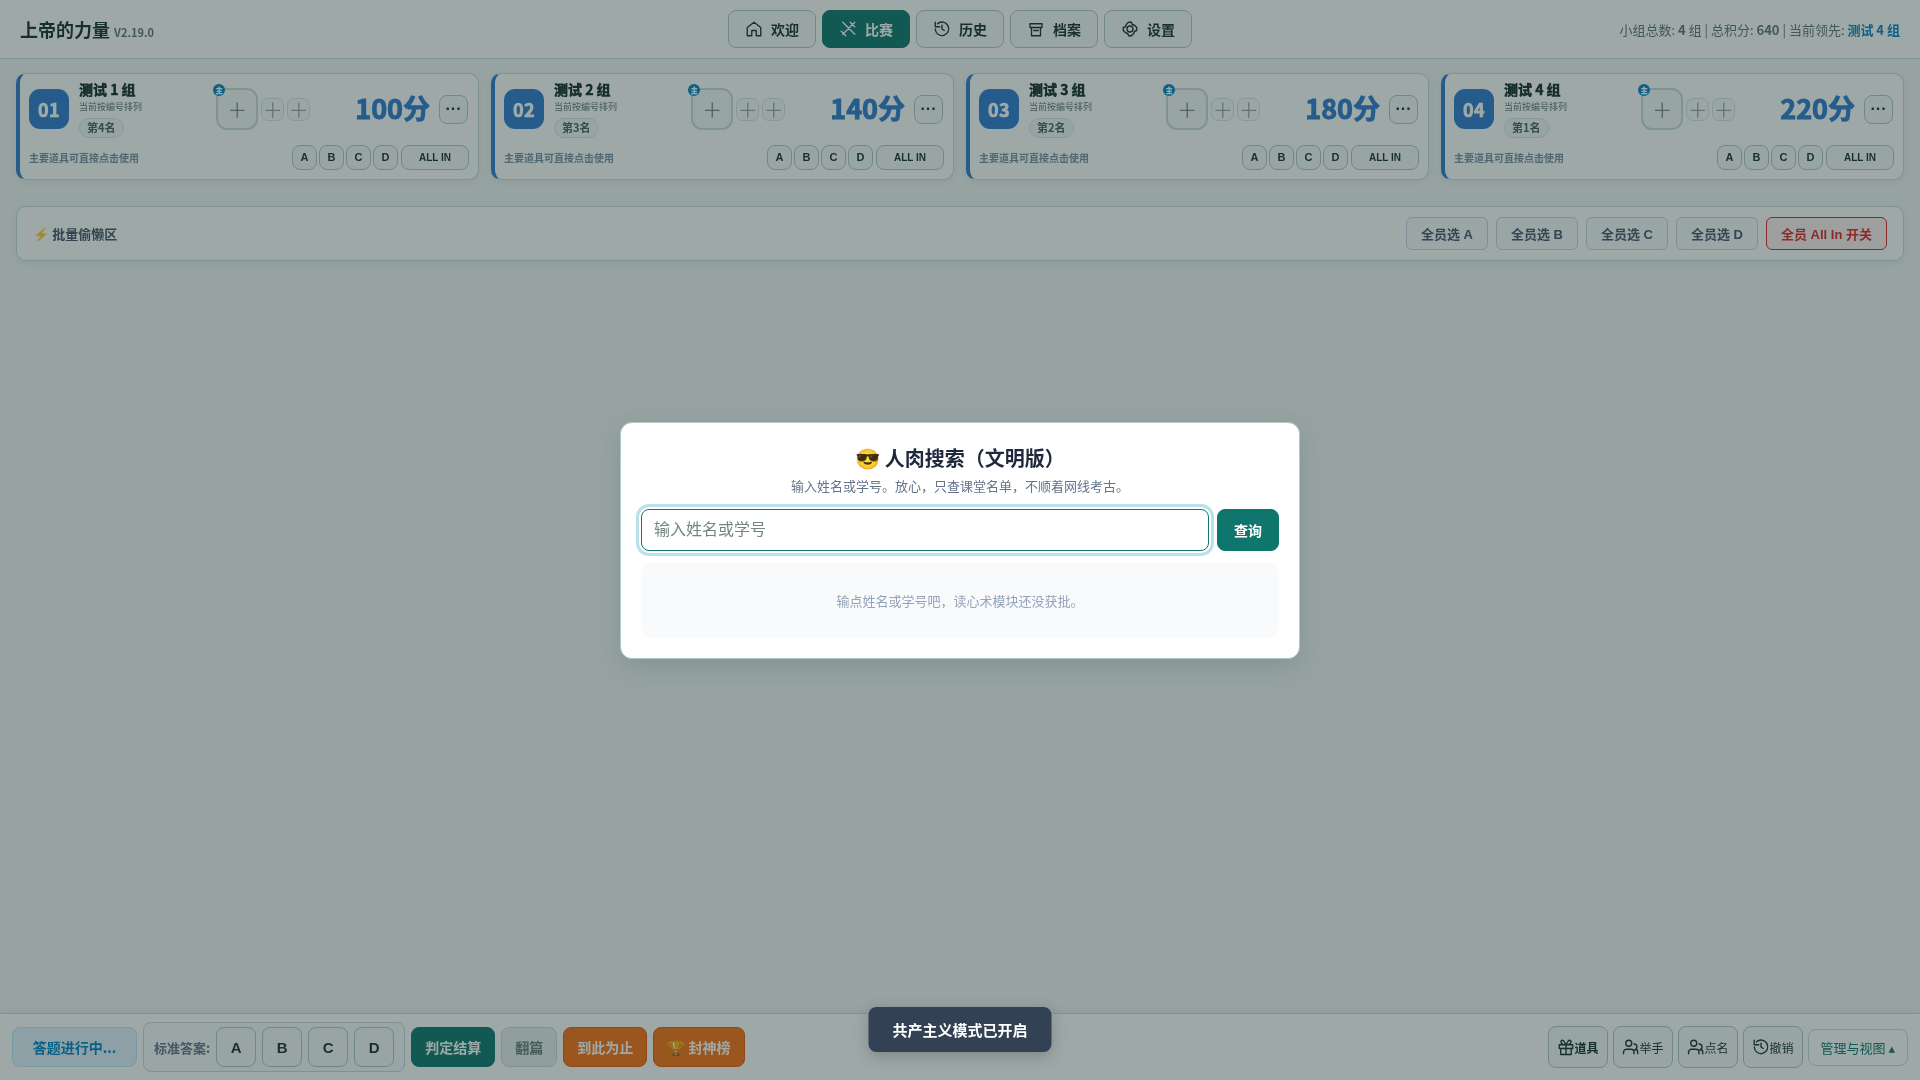 上帝的力量 V2.19.0
欢迎
比赛
历史
档案
设置
小组总数: 4 组 | 总积分: 640 | 当前领先: 测试 4 组
01
测试 1 组
当前按编号排列
第4名
主
100分
主要道具可直接点击使用
A B C D ALL IN
02
测试 2 组
当前按编号排列
第3名
主
140分
主要道具可直接点击使用
A B C D ALL IN
03
测试 3 组
当前按编号排列
第2名
主
180分
主要道具可直接点击使用
A B C D ALL IN
04
测试 4 组
当前按编号排列
第1名
主
220分
主要道具可直接点击使用
A B C D ALL IN
⚡ 批量偷懒区
全员选 A
全员选 B
全员选 C
全员选 D
全员 All In 开关
😎 人肉搜索（文明版）
输入姓名或学号。放心，只查课堂名单，不顺着网线考古。
输入姓名或学号
查询
输点姓名或学号吧，读心术模块还没获批。
共产主义模式已开启
答题进行中...
标准答案: A B C D
判定结算
翻篇
到此为止
🏆 封神榜
道具
举手
点名
撤销
管理与视图 ▴